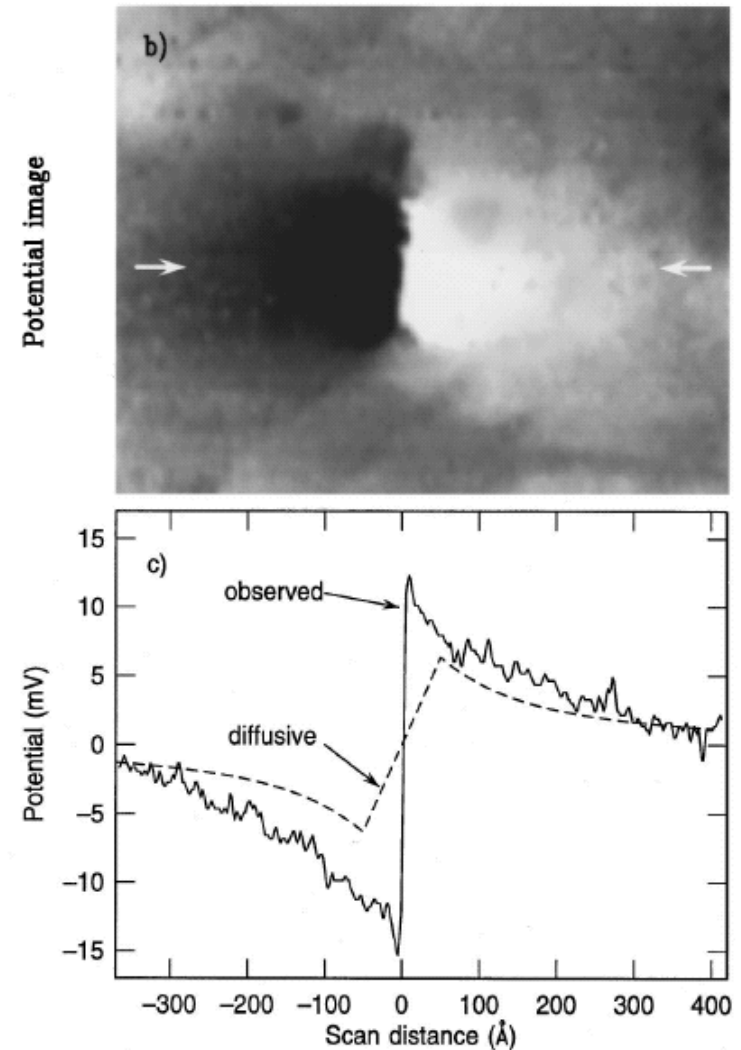 b)
Potential image
15
10
5
0
−5
−10
−15
Potential (mV)
c)
observed
diffusive
−300 −200 −100 0 100 200 300 400
Scan distance (Å)